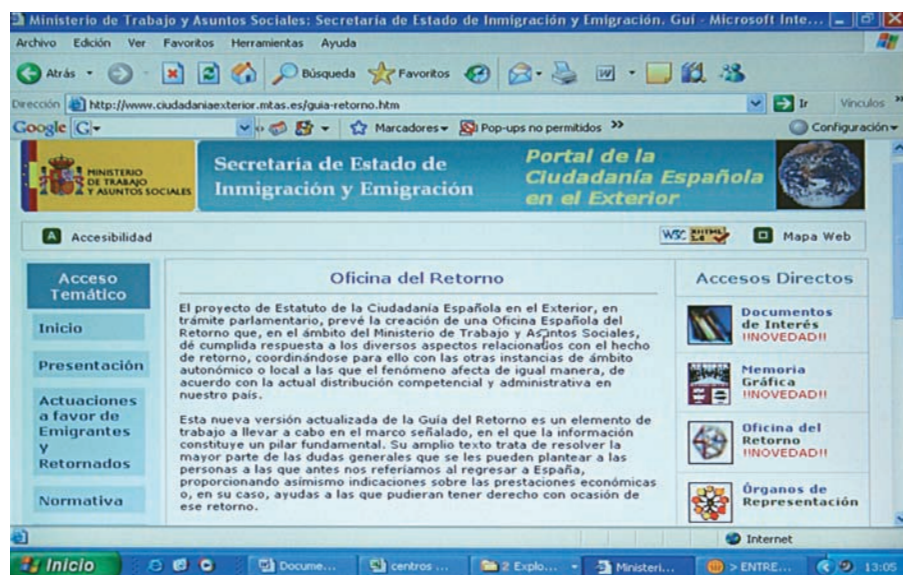 Ministerio de Trabajo y Asuntos Sociales: Secretaría de Estado de Inmigración y Emigración. Guí - Microsoft Inte...
Archivo Edición Ver Favoritos Herramientas Ayuda
Atrás Búsqueda Favoritos
Dirección http://www.ciudadaniaexterior.mtas.es/guia-retorno.htm Ir Vínculos »
Google G Marcadores Pop-ups no permitidos » Configuración
MINISTERIO
DE TRABAJO
Y ASUNTOS SOCIALES
Secretaría de Estado de
Inmigración y Emigración
Portal de la
Ciudadanía Española
en el Exterior
A Accesibilidad
W3C XHTML 1.0
Mapa Web
Acceso
Temático
Inicio
Presentación
Actuaciones
a favor de
Emigrantes
y
Retornados
Normativa
Oficina del Retorno
El proyecto de Estatuto de la Ciudadanía Española en el Exterior, en
trámite parlamentario, prevé la creación de una Oficina Española del
Retorno que, en el ámbito del Ministerio de Trabajo y Asuntos Sociales,
dé cumplida respuesta a los diversos aspectos relacionados con el hecho
de retorno, coordinándose para ello con las otras instancias de ámbito
autonómico o local a las que el fenómeno afecta de igual manera, de
acuerdo con la actual distribución competencial y administrativa en
nuestro país.
Esta nueva versión actualizada de la Guía del Retorno es un elemento de
trabajo a llevar a cabo en el marco señalado, en el que la información
constituye un pilar fundamental. Su amplio texto trata de resolver la
mayor parte de las dudas generales que se les pueden plantear a las
personas a las que antes nos referíamos al regresar a España,
proporcionando asímismo indicaciones sobre las prestaciones económicas
o, en su caso, ayudas a las que pudieran tener derecho con ocasión de
ese retorno.
Accesos Directos
Documentos
de Interés
!!NOVEDAD!!
Memoria
Gráfica
!!NOVEDAD!!
Oficina del
Retorno
!!NOVEDAD!!
Órganos de
Representación
Internet
Inicio Docume... centros ... 2 Explo... Ministeri... > ENTRE... 13:05